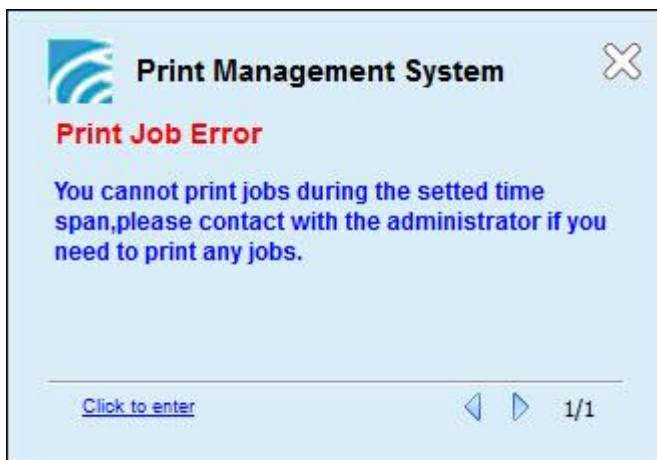 Print Management System
Print Job Error
You cannot print jobs during the setted time
span,please contact with the administrator if you
need to print any jobs.
Click to enter
1/1